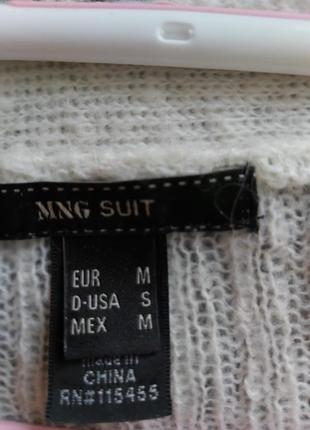 MNG SUIT
EUR M
D-USA S
MEX M
made in
CHINA
RN#115455